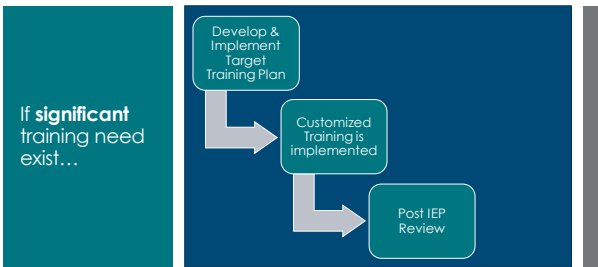 If significant
training need
exist…
Develop &
Implement
Target
Training Plan
Customized
Training is
implemented
Post IEP
Review